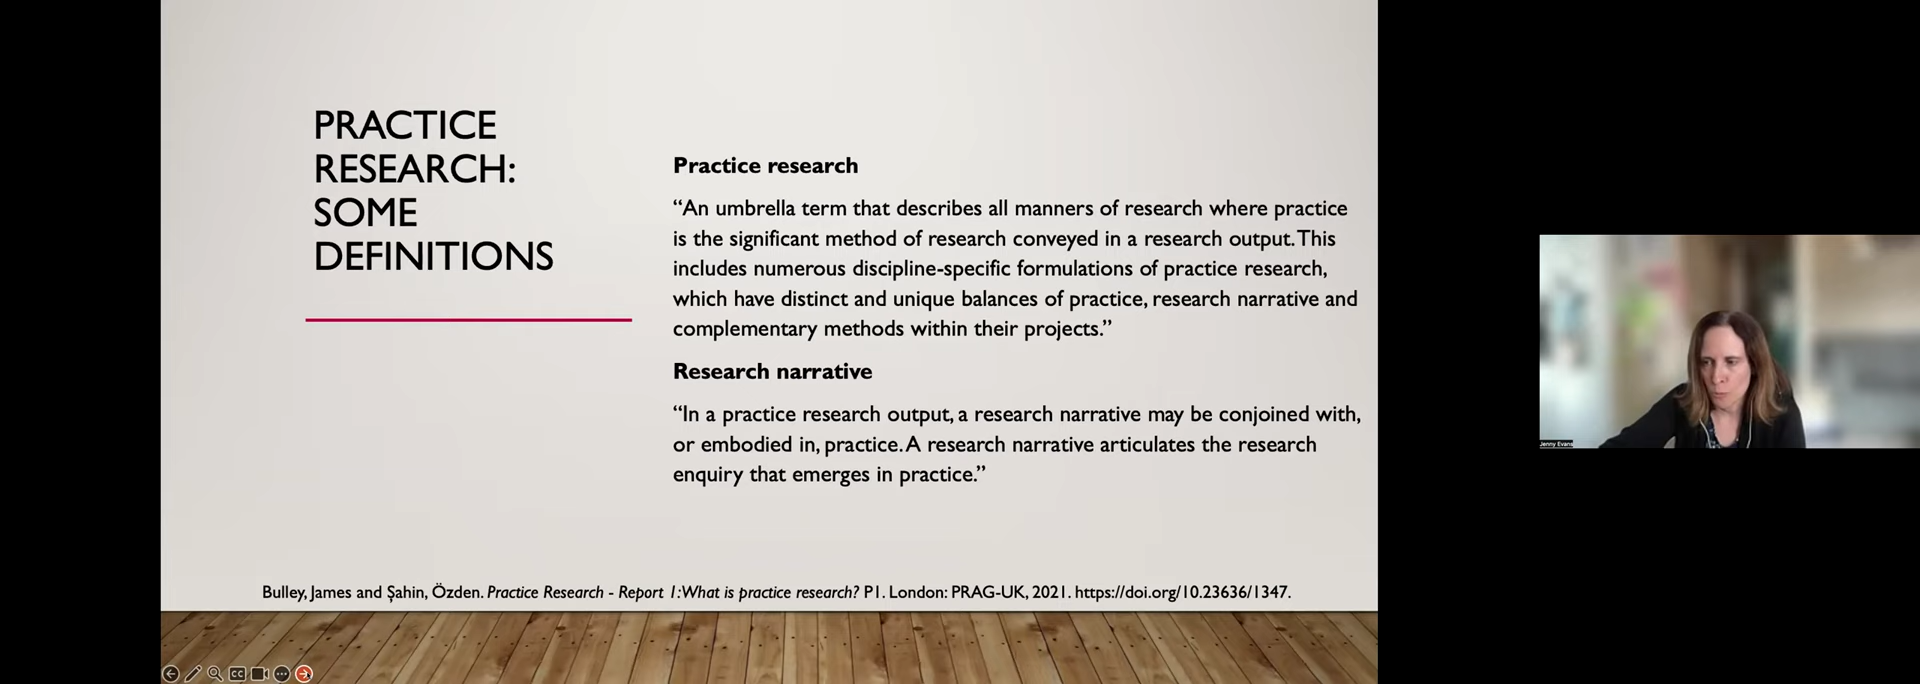 PRACTICE
RESEARCH:
SOME
DEFINITIONS
Practice research
“An umbrella term that describes all manners of research where practice
is the significant method of research conveyed in a research output. This
includes numerous discipline-specific formulations of practice research,
which have distinct and unique balances of practice, research narrative and
complementary methods within their projects.”
Research narrative
“In a practice research output, a research narrative may be conjoined with,
or embodied in, practice. A research narrative articulates the research
enquiry that emerges in practice.”
Bulley, James and Şahin, Özden. Practice Research - Report 1: What is practice research? P1. London: PRAG-UK, 2021. https://doi.org/10.23636/1347.
CC
Jenny Evans